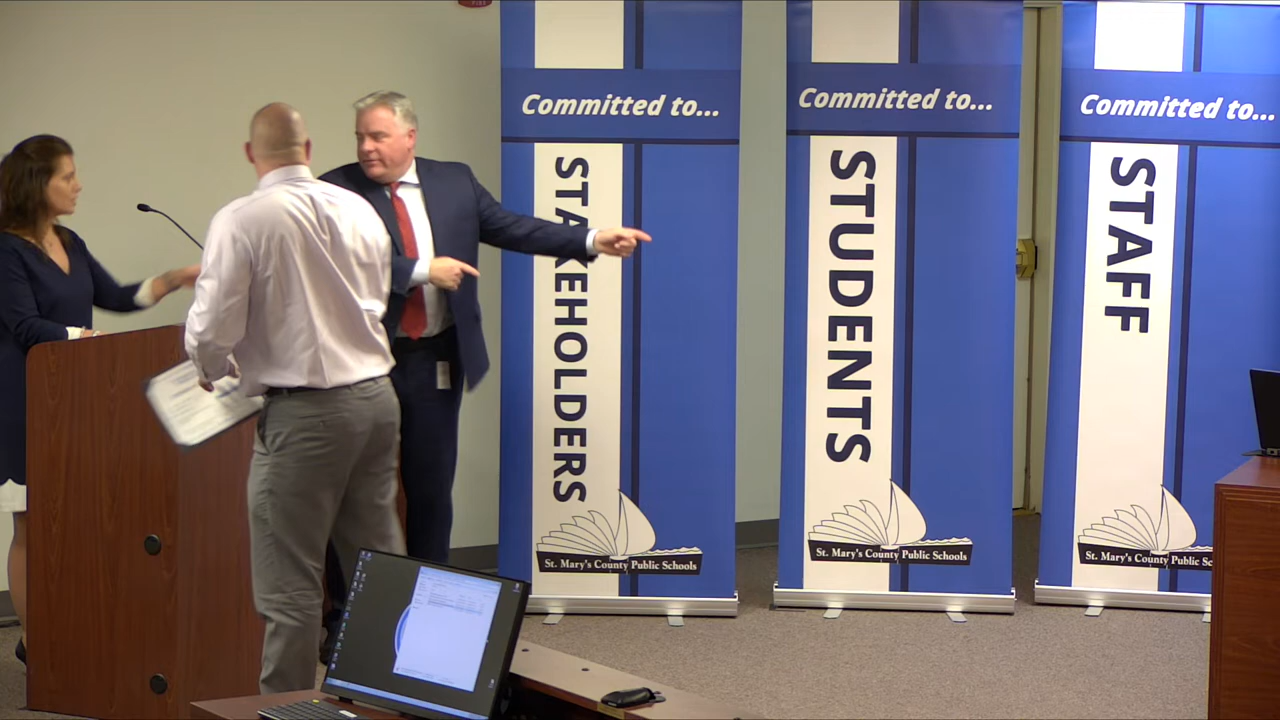 Committed to...
STAKEHOLDERS
St. Mary's County Public Schools
Committed to...
STUDENTS
St. Mary's County Public Schools
Committed to...
STAFF
St. Mary's County Public